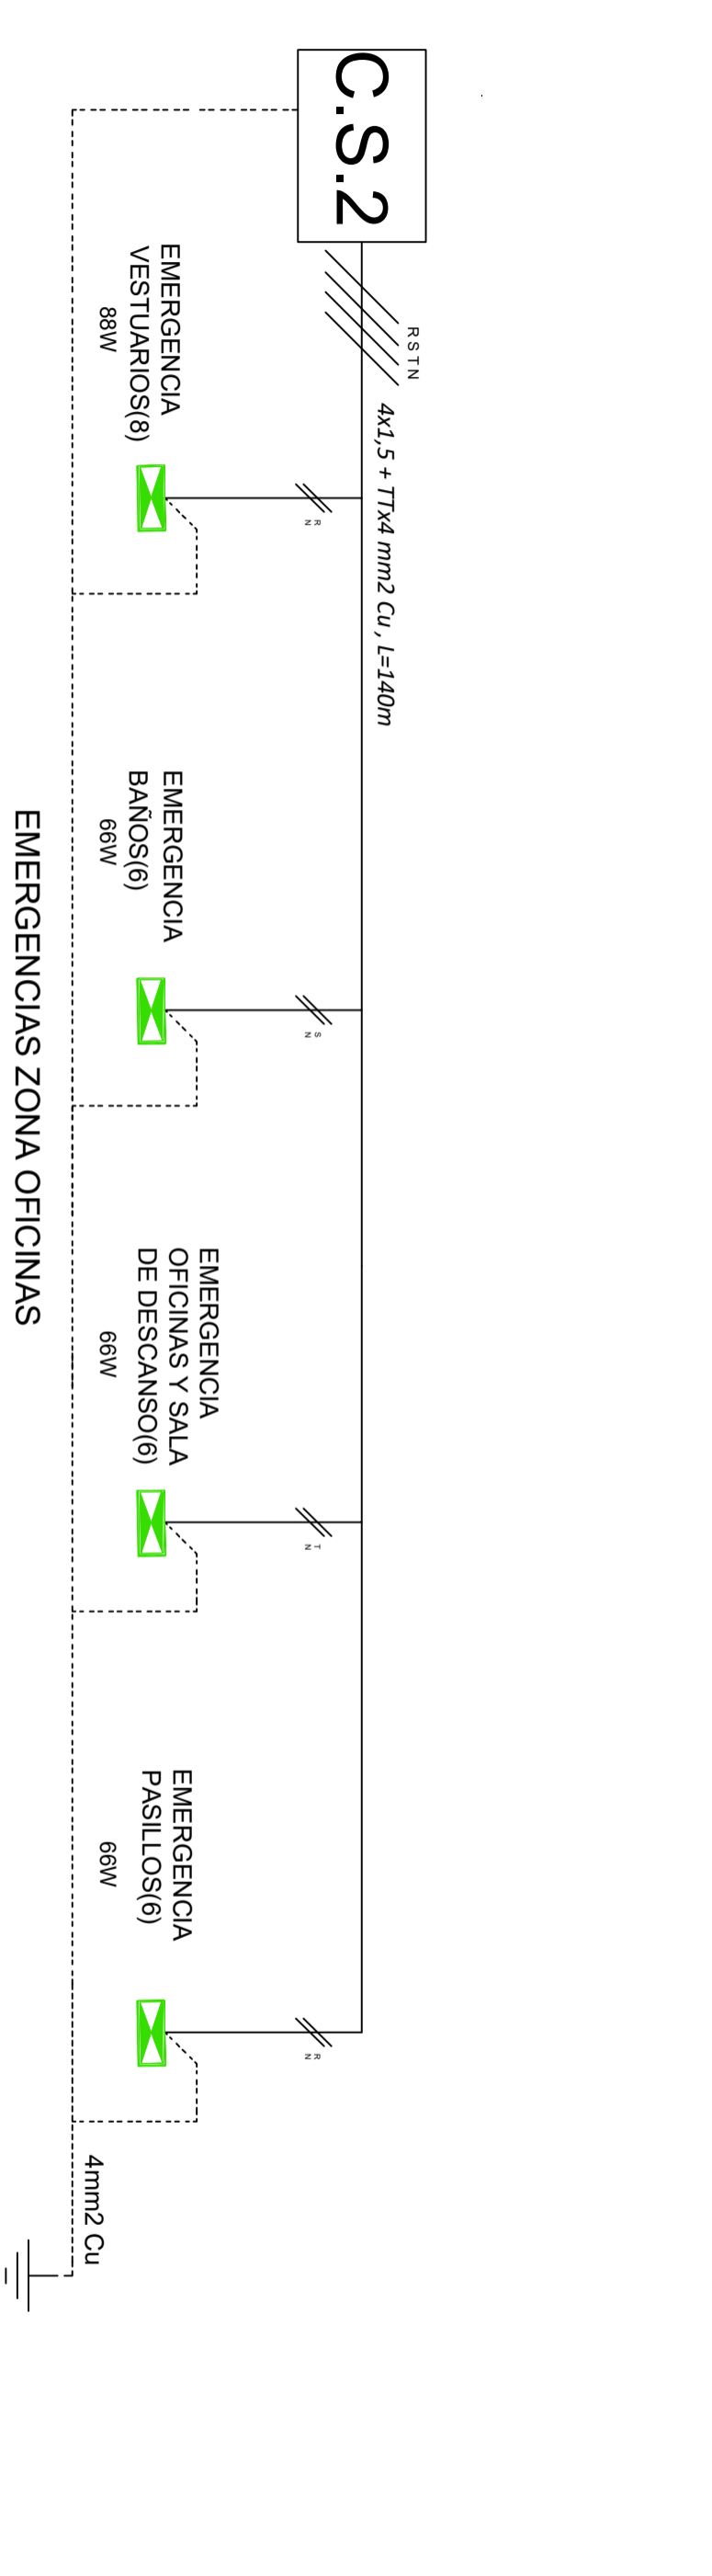 C.S.2
R S T N
4x1,5 + TTx4 mm2 Cu , L=140m
EMERGENCIA
VESTUARIOS(8)
88W
R
N
EMERGENCIA
BAÑOS(6)
66W
S
N
EMERGENCIA
OFICINAS Y SALA
DE DESCANSO(6)
66W
T
N
EMERGENCIA
PASILLOS(6)
66W
R
N
4mm2 Cu
EMERGENCIAS ZONA OFICINAS